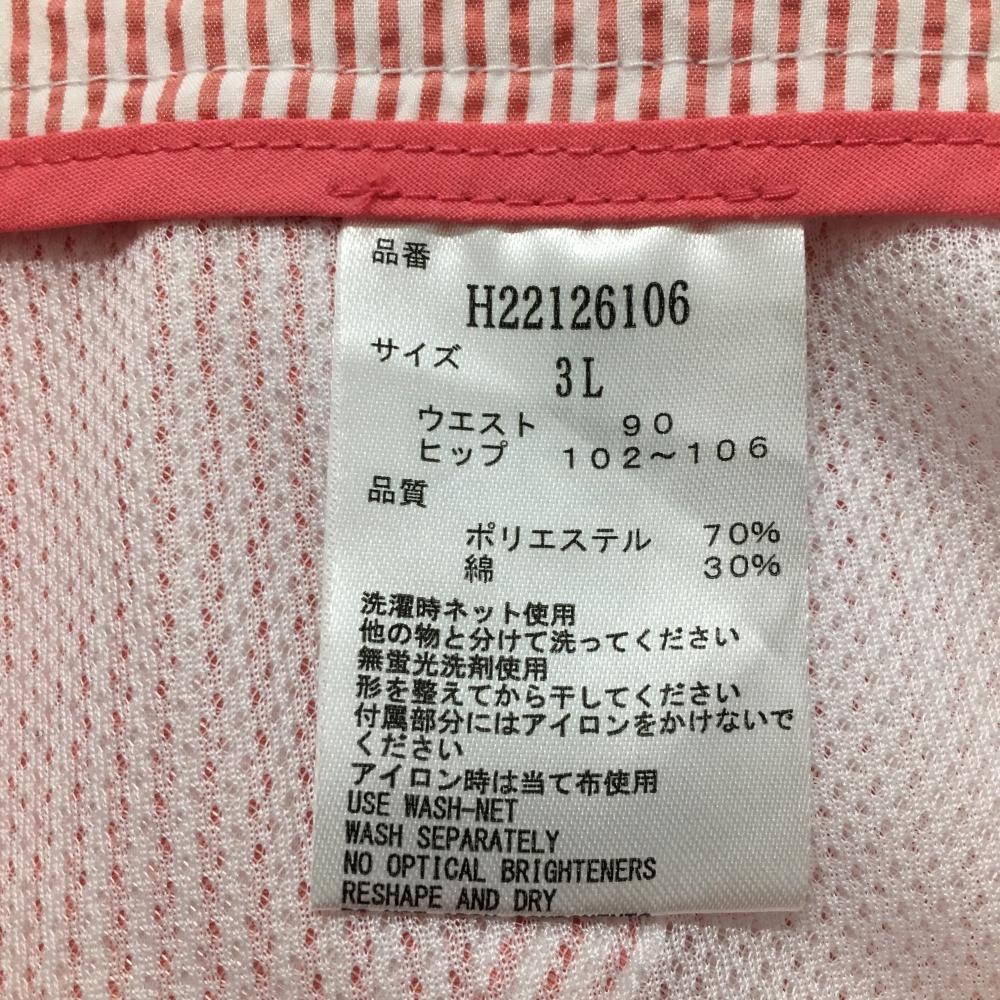 品番
H22126106
サイズ
3L
ウエスト 90
ヒップ 102～106
品質
ポリエステル 70%
綿 30%
洗濯時ネット使用
他の物と分けて洗ってください
無蛍光洗剤使用
形を整えてから干してください
付属部分にはアイロンをかけないで
ください
アイロン時は当て布使用
USE WASH-NET
WASH SEPARATELY
NO OPTICAL BRIGHTENERS
RESHAPE AND DRY